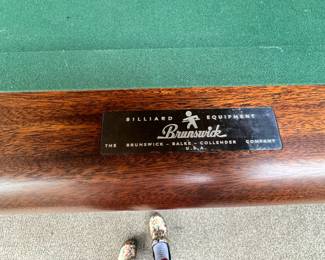 BILLIARD EQUIPMENT
Brunswick
THE BRUNSWICK - BALKE - COLLENDER COMPANY
U.S.A.